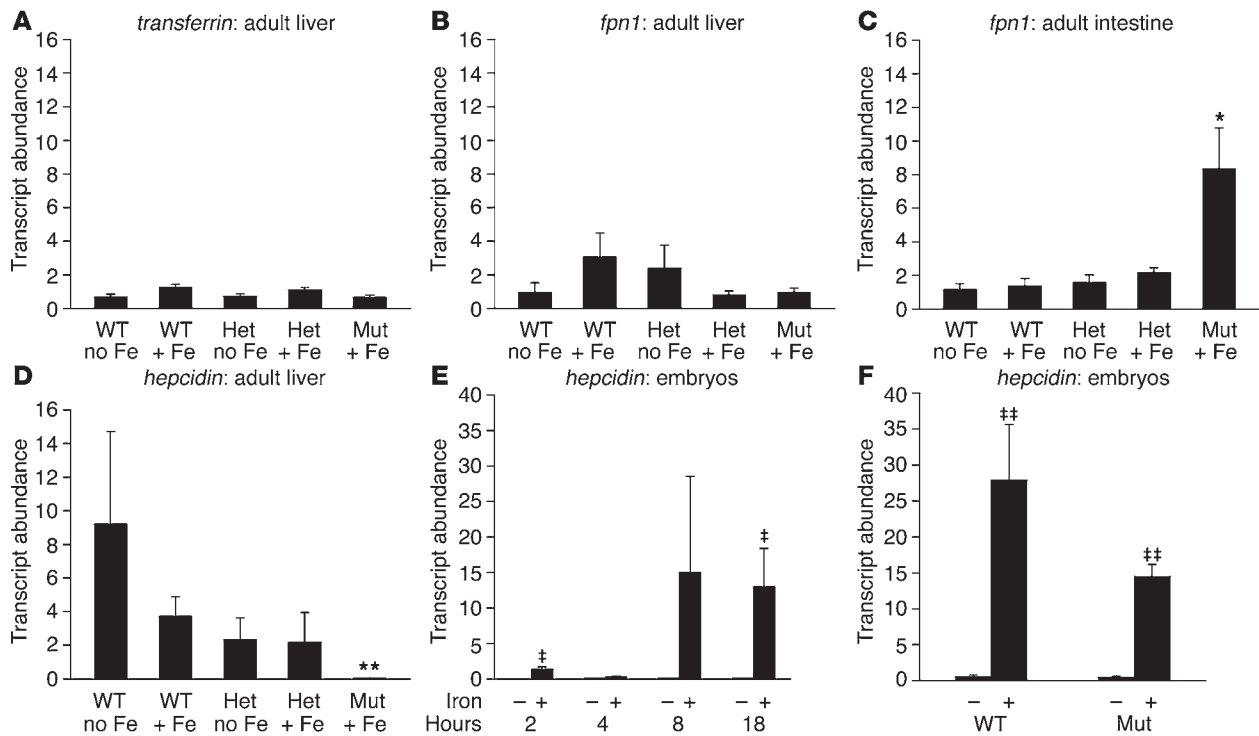 A transferrin: adult liver
Transcript abundance
16
14
12
10
8
6
4
2
0
WT WT Het Het Mut
no Fe + Fe no Fe + Fe + Fe
B fpn1: adult liver
Transcript abundance
16
14
12
10
8
6
4
2
0
WT WT Het Het Mut
no Fe + Fe no Fe + Fe + Fe
C fpn1: adult intestine
Transcript abundance
16
14
12
10
8
6
4
2
0
*
WT WT Het Het Mut
no Fe + Fe no Fe + Fe + Fe
D hepcidin: adult liver
Transcript abundance
16
14
12
10
8
6
4
2
0
**
WT WT Het Het Mut
no Fe + Fe no Fe + Fe + Fe
E hepcidin: embryos
Transcript abundance
40
35
30
25
20
15
10
5
0
‡ ‡
Iron – + – + – + – +
Hours 2 4 8 18
F hepcidin: embryos
Transcript abundance
40
35
30
25
20
15
10
5
0
‡‡ ‡‡
– + – +
WT Mut